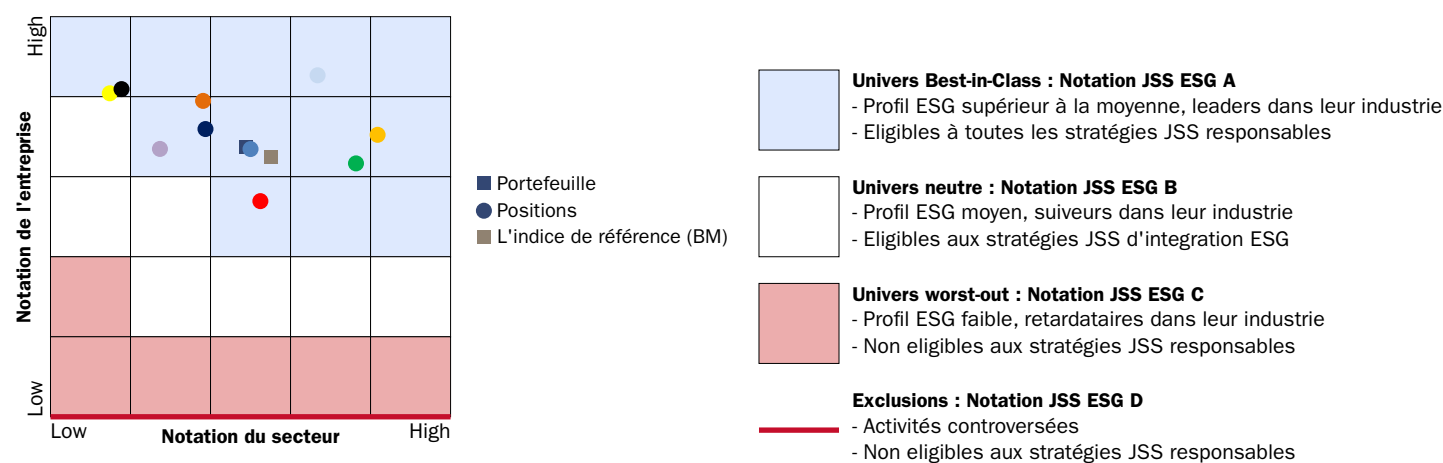 High
Notation de l'entreprise
Low
Low
Notation du secteur
High
Portefeuille
Positions
L'indice de référence (BM)
Univers Best-in-Class : Notation JSS ESG A
- Profil ESG supérieur à la moyenne, leaders dans leur industrie
- Eligibles à toutes les stratégies JSS responsables
Univers neutre : Notation JSS ESG B
- Profil ESG moyen, suiveurs dans leur industrie
- Eligibles aux stratégies JSS d'integration ESG
Univers worst-out : Notation JSS ESG C
- Profil ESG faible, retardataires dans leur industrie
- Non eligibles aux stratégies JSS responsables
Exclusions : Notation JSS ESG D
- Activités controversées
- Non eligibles aux stratégies JSS responsables